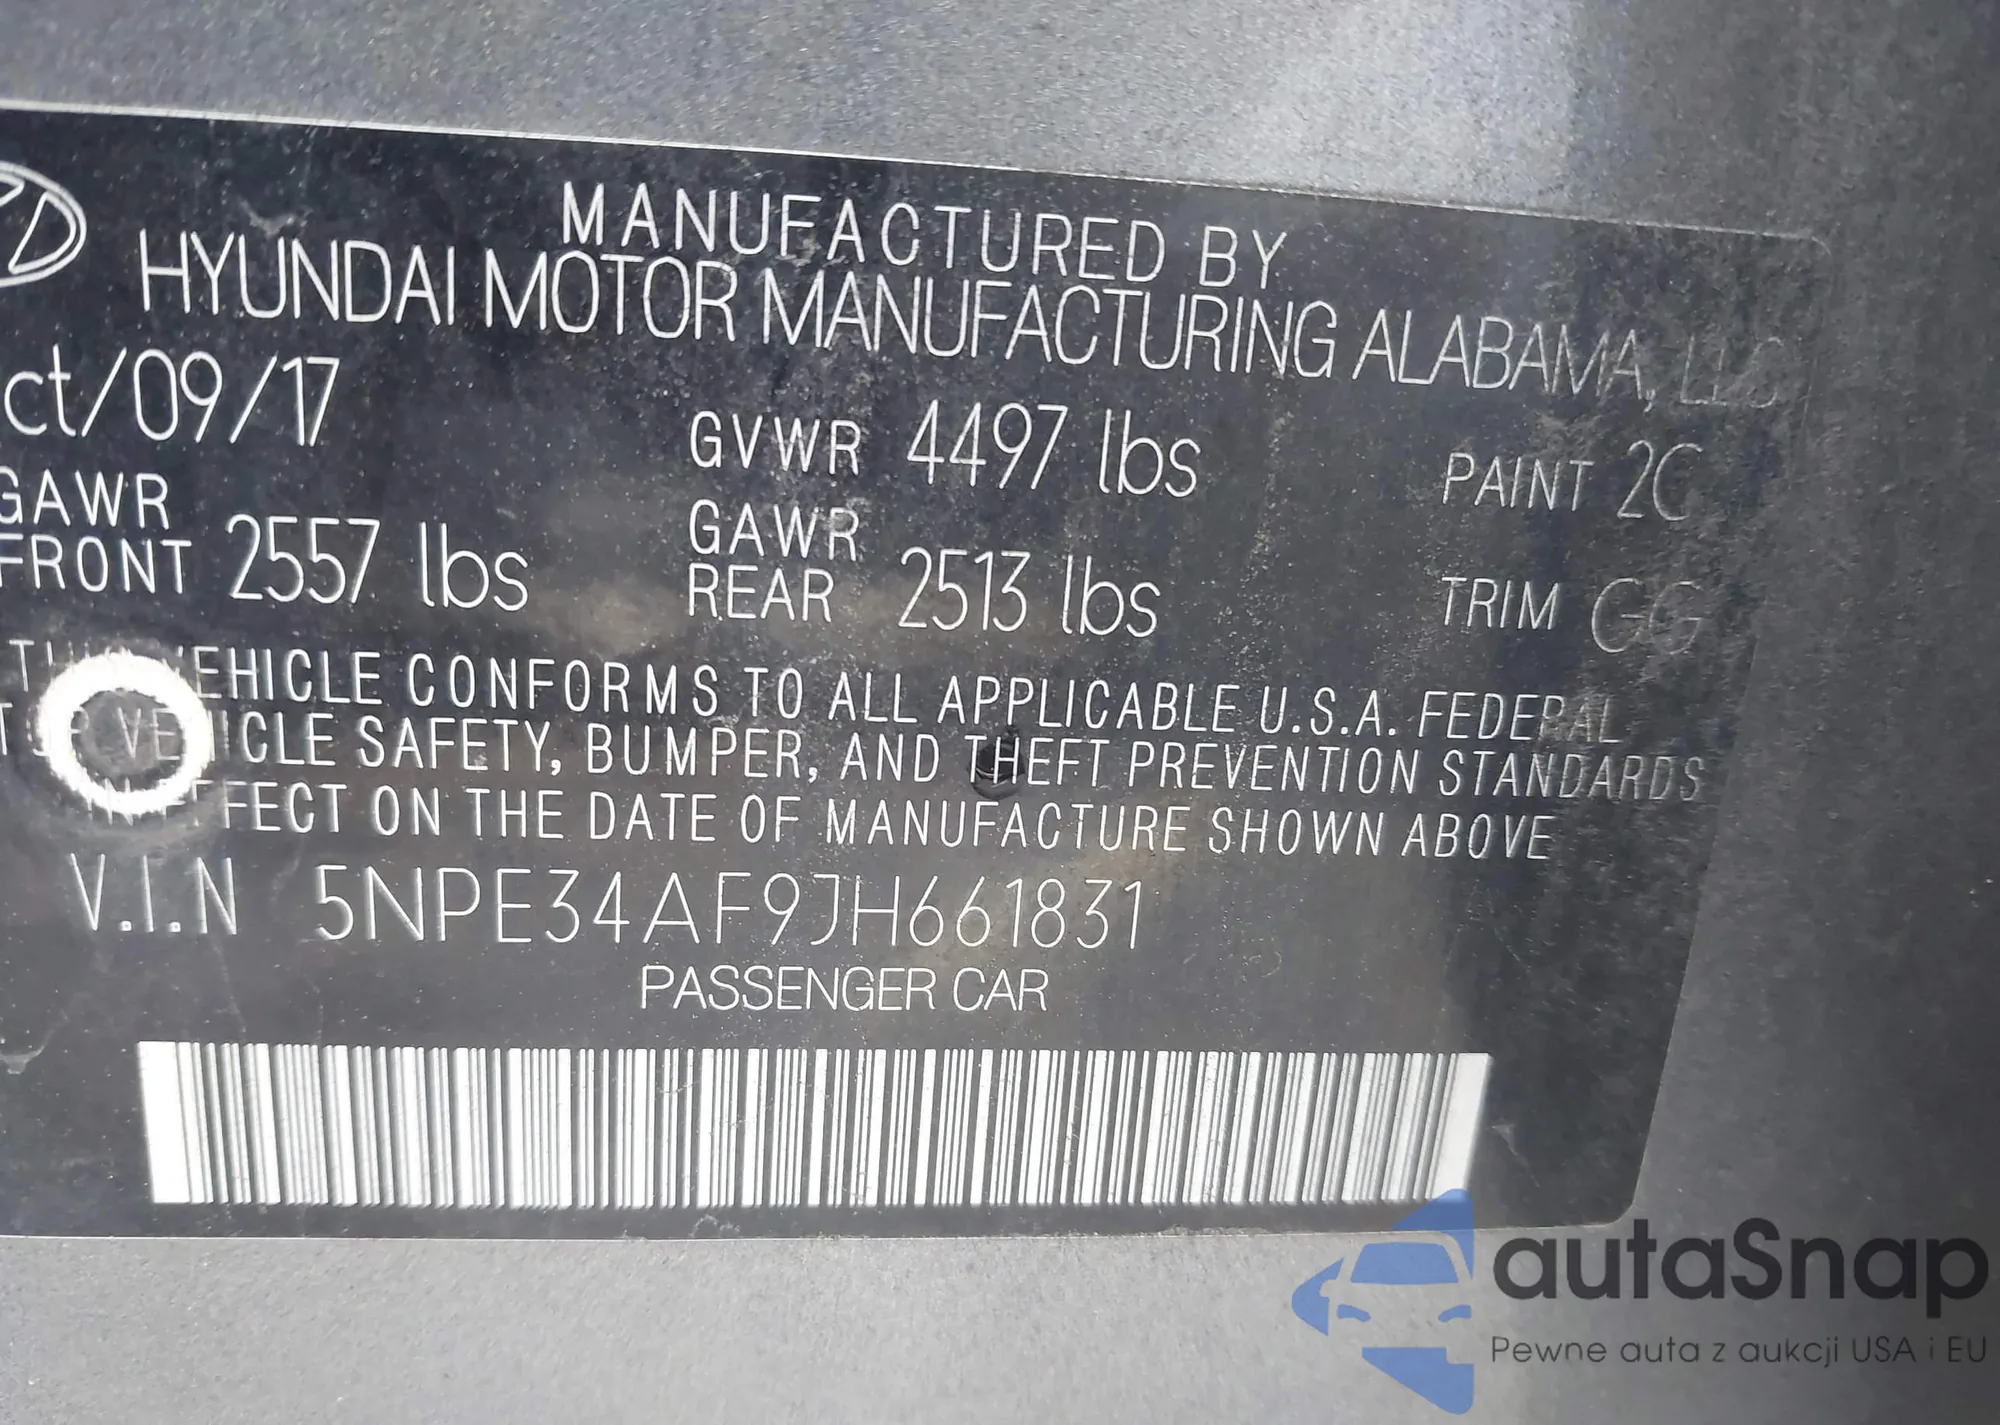 MANUFACTURED BY
HYUNDAI MOTOR MANUFACTURING ALABAMA, LLC
ct/09/17
GVWR 4497 lbs PAINT 2C
GAWR FRONT 2557 lbs
GAWR REAR 2513 lbs
TRIM GG
VEHICLE CONFORMS TO ALL APPLICABLE U.S.A. FEDERAL
VEHICLE SAFETY, BUMPER, AND THEFT PREVENTION STANDARDS
IN EFFECT ON THE DATE OF MANUFACTURE SHOWN ABOVE
V.I.N 5NPE34AF9JH661831
PASSENGER CAR
autaSnap
Pewne auta z aukcji USA i EU